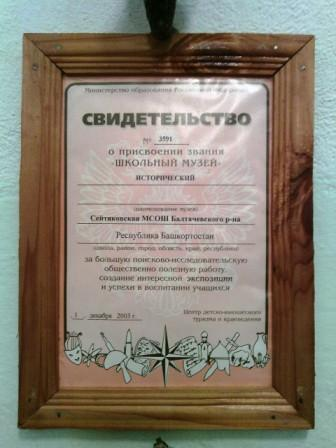 Министерство образования Российской Федерации
СВИДЕТЕЛЬСТВО
№ 3591
о присвоении звания
«ШКОЛЬНЫЙ МУЗЕЙ»
ИСТОРИЧЕСКИЙ
(наименование музея)
Сейтяковская МСОШ Балтачевского р-на
Республика Башкортостан
(школа, район, город, область, край, республика)
за большую поисково-исследовательскую
общественно полезную работу,
создание интересной экспозиции
и успехи в воспитании учащихся
1 декабря 2003 г.
Центр детско-юношеского
туризма и краеведения